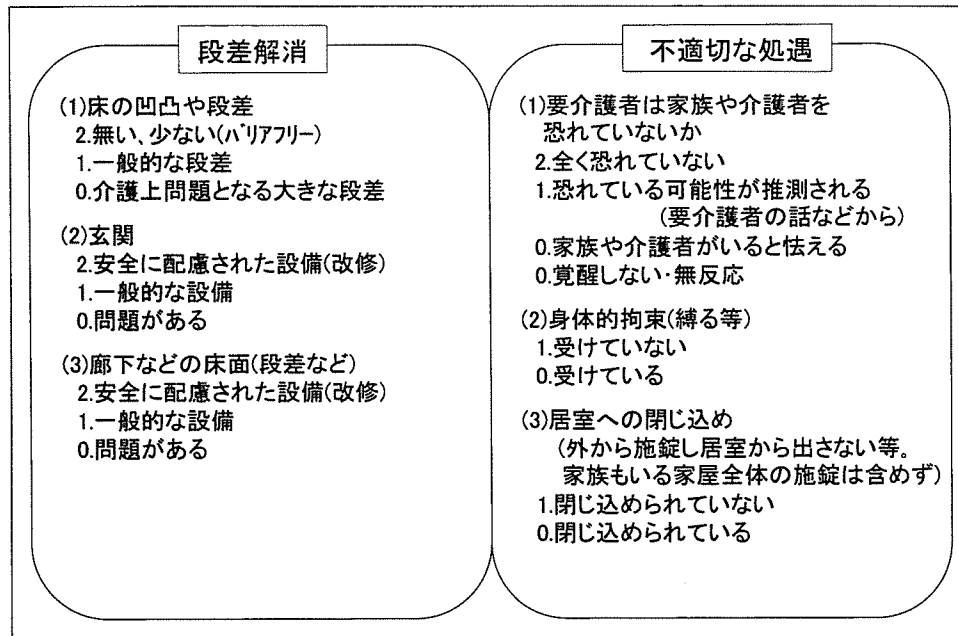 段差解消
(1)床の凹凸や段差
2.無い、少ない(ﾊﾞﾘｱﾌﾘｰ)
1.一般的な段差
0.介護上問題となる大きな段差
(2)玄関
2.安全に配慮された設備(改修)
1.一般的な設備
0.問題がある
(3)廊下などの床面(段差など)
2.安全に配慮された設備(改修)
1.一般的な設備
0.問題がある
不適切な処遇
(1)要介護者は家族や介護者を
恐れていないか
2.全く恐れていない
1.恐れている可能性が推測される
(要介護者の話などから)
0.家族や介護者がいると怯える
0.覚醒しない・無反応
(2)身体的拘束(縛る等)
1.受けていない
0.受けている
(3)居室への閉じ込め
(外から施錠し居室から出さない等。
家族もいる家屋全体の施錠は含めず)
1.閉じ込められていない
0.閉じ込められている